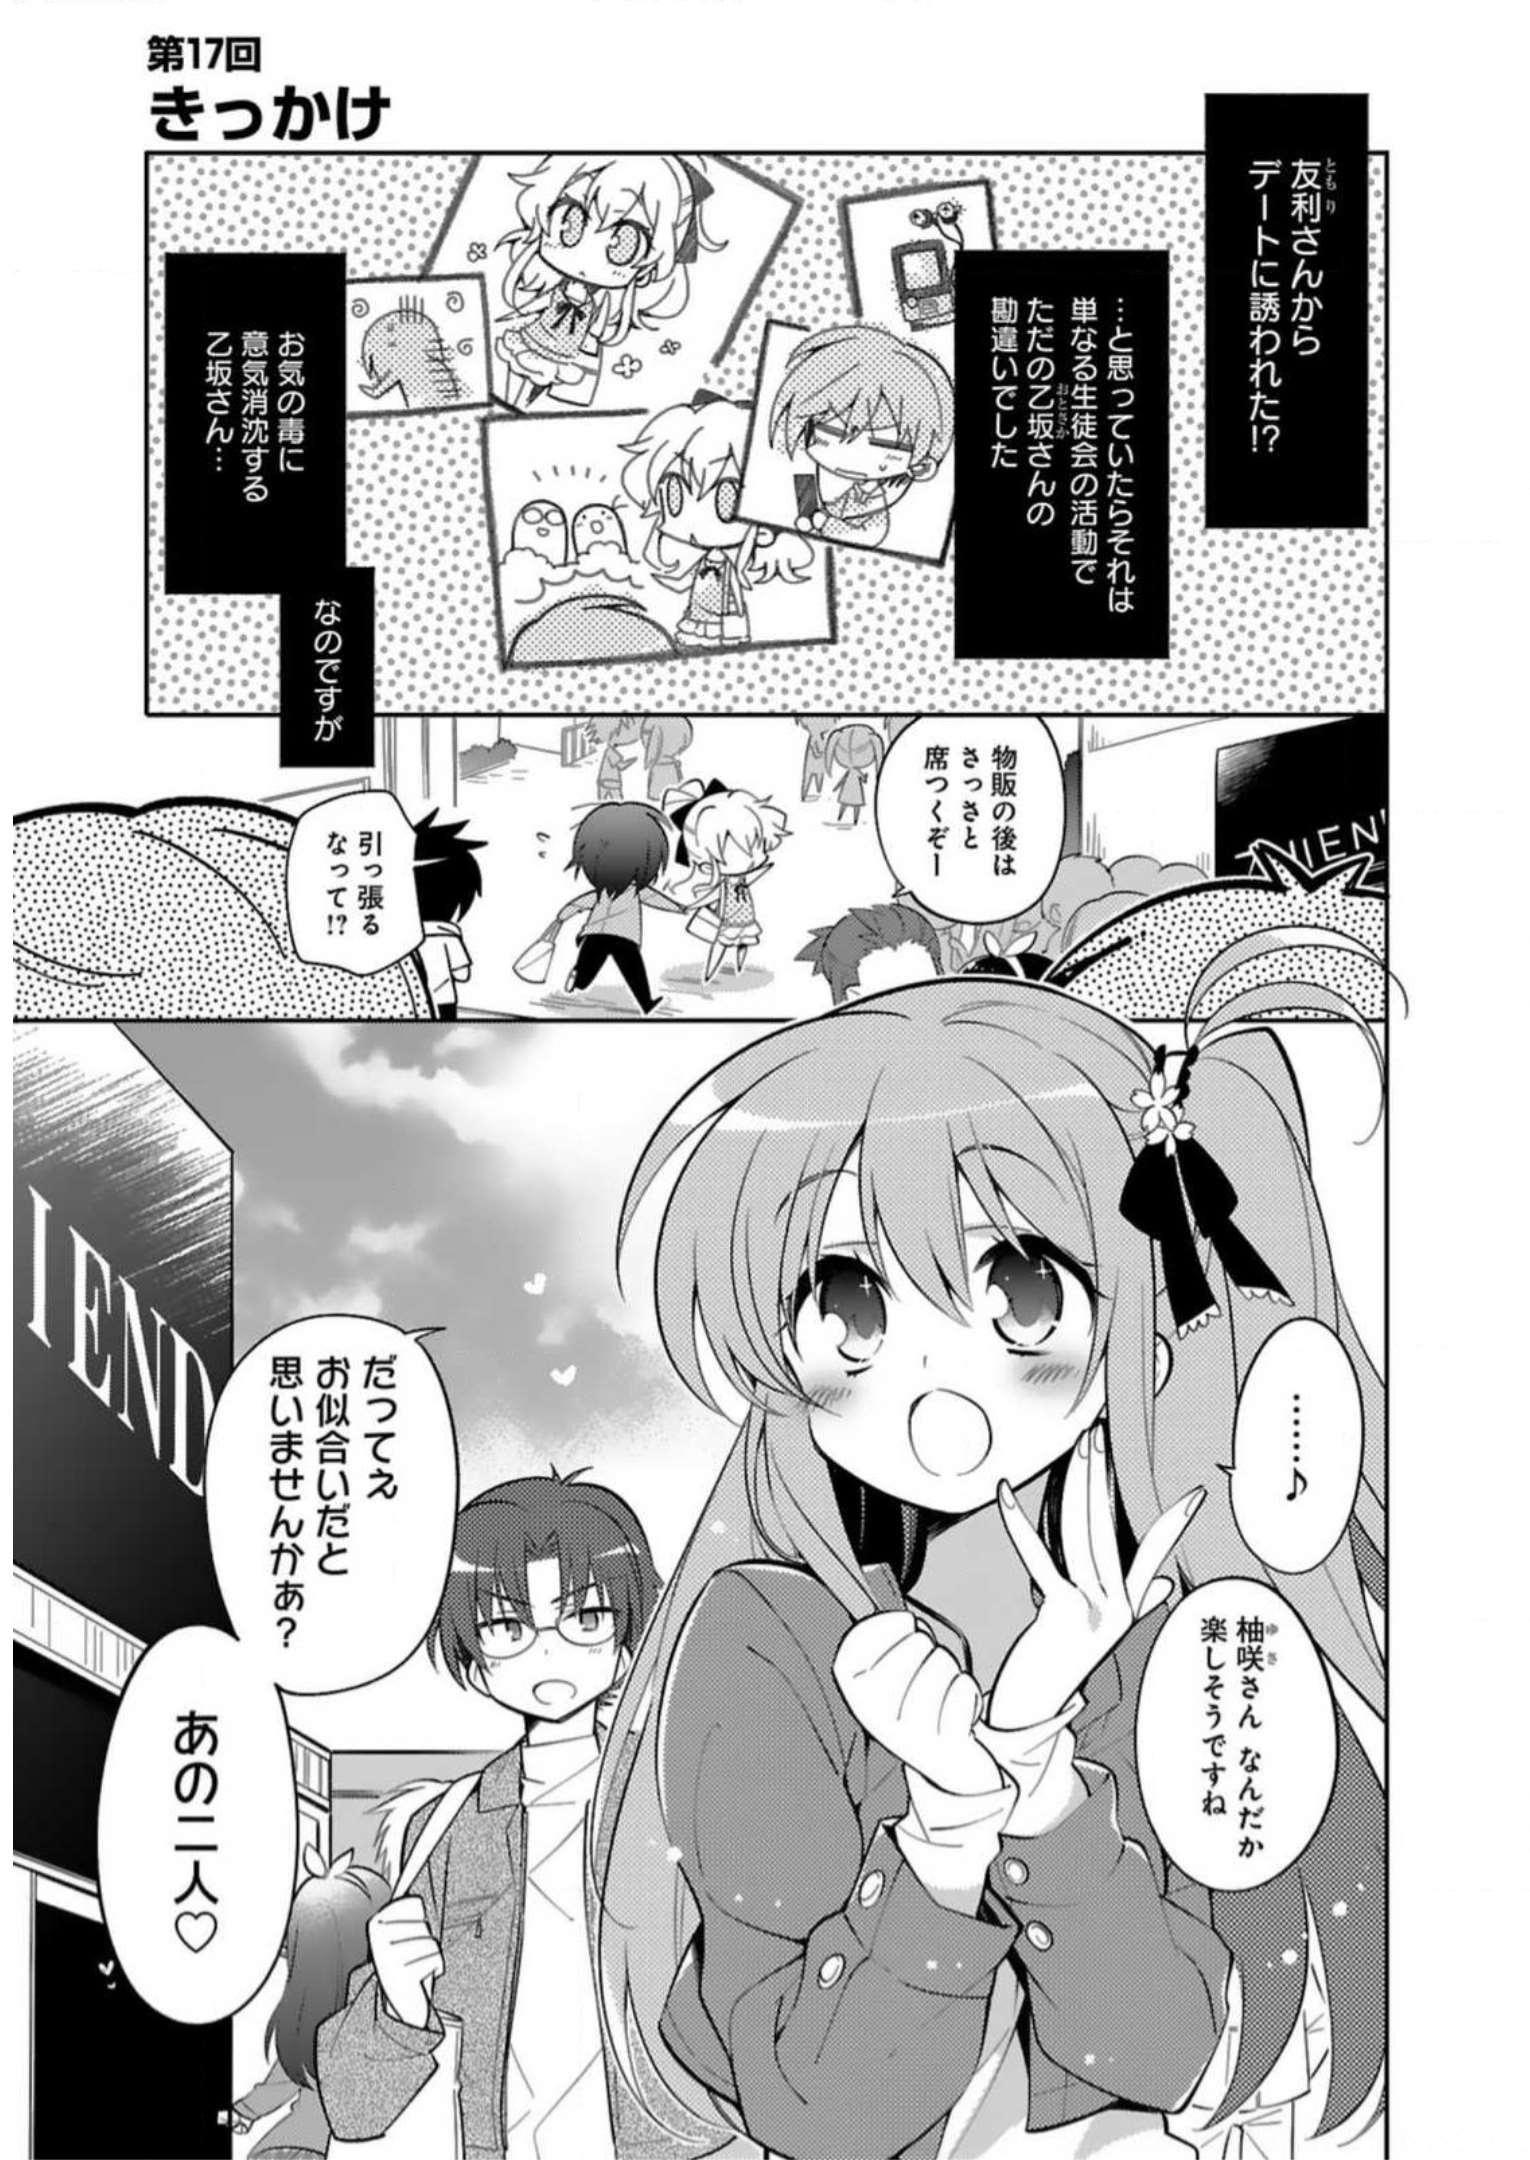 第17回
きっかけ
友利さんから
デートに誘われた!?
…と思っていたらそれは
単なる生徒会の活動で
ただの乙坂さんの
勘違いでした
お気の毒に
意気消沈する
乙坂さん…
なのですが
物販の後は
さっさと
席つくぞー
引っ張る
なって!?
………♪
柚咲さん なんだか
楽しそうですね
だってぇ
お似合いだと
思いませんかぁ?
あの二人♡
IEND